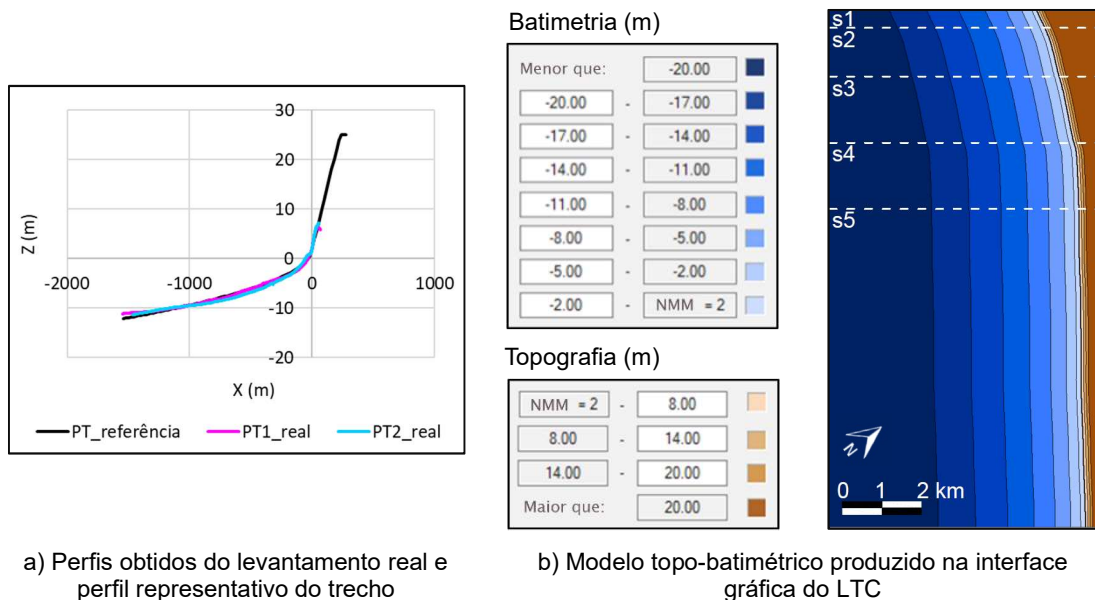 30
20
10
0
-10
-20
-2000
-1000
0
1000
Z (m)
X (m)
PT_referência
PT1_real
PT2_real
Batimetria (m)
Menor que: -20.00
-20.00 - -17.00
-17.00 - -14.00
-14.00 - -11.00
-11.00 - -8.00
-8.00 - -5.00
-5.00 - -2.00
-2.00 - NMM = 2
Topografia (m)
NMM = 2 - 8.00
8.00 - 14.00
14.00 - 20.00
Maior que: 20.00
s1
s2
s3
s4
s5
N
0 1 2 km
a) Perfis obtidos do levantamento real e
perfil representativo do trecho
b) Modelo topo-batimétrico produzido na interface
gráfica do LTC